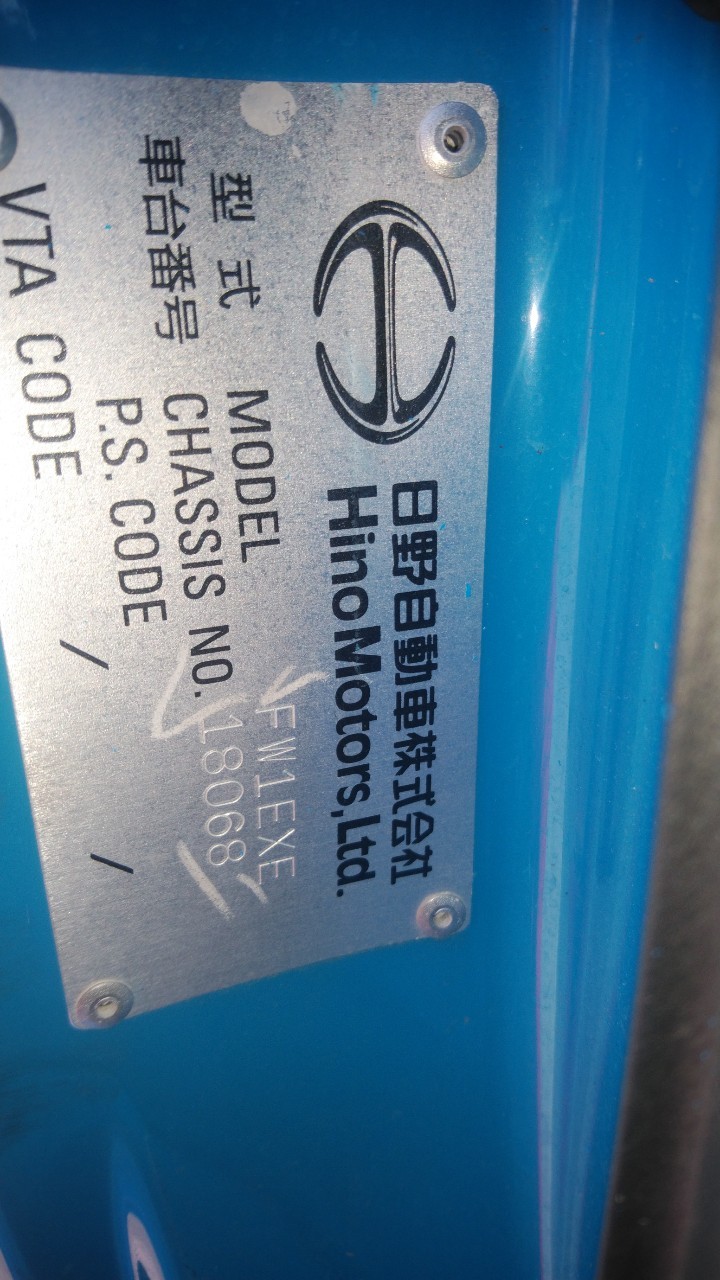 日野自動車株式会社
Hino Motors, Ltd.
型式 MODEL FW1EXE
車台番号 CHASSIS NO. 18068
P.S. CODE / /
VTA CODE